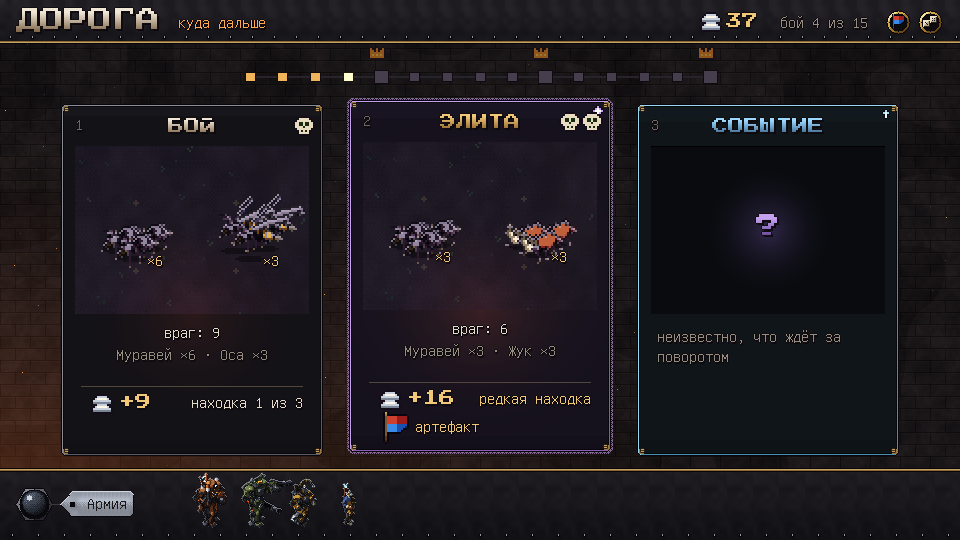 ДОРОГА куда дальше 37 бой 4 из 15
1 БОЙ
×6 ×3
враг: 9
Муравей ×6 · Оса ×3
+9 находка 1 из 3
2 ЭЛИТА
×3 ×3
враг: 6
Муравей ×3 · Жук ×3
+16 редкая находка
артефакт
3 СОБЫТИЕ
?
неизвестно, что ждёт за
поворотом
Армия